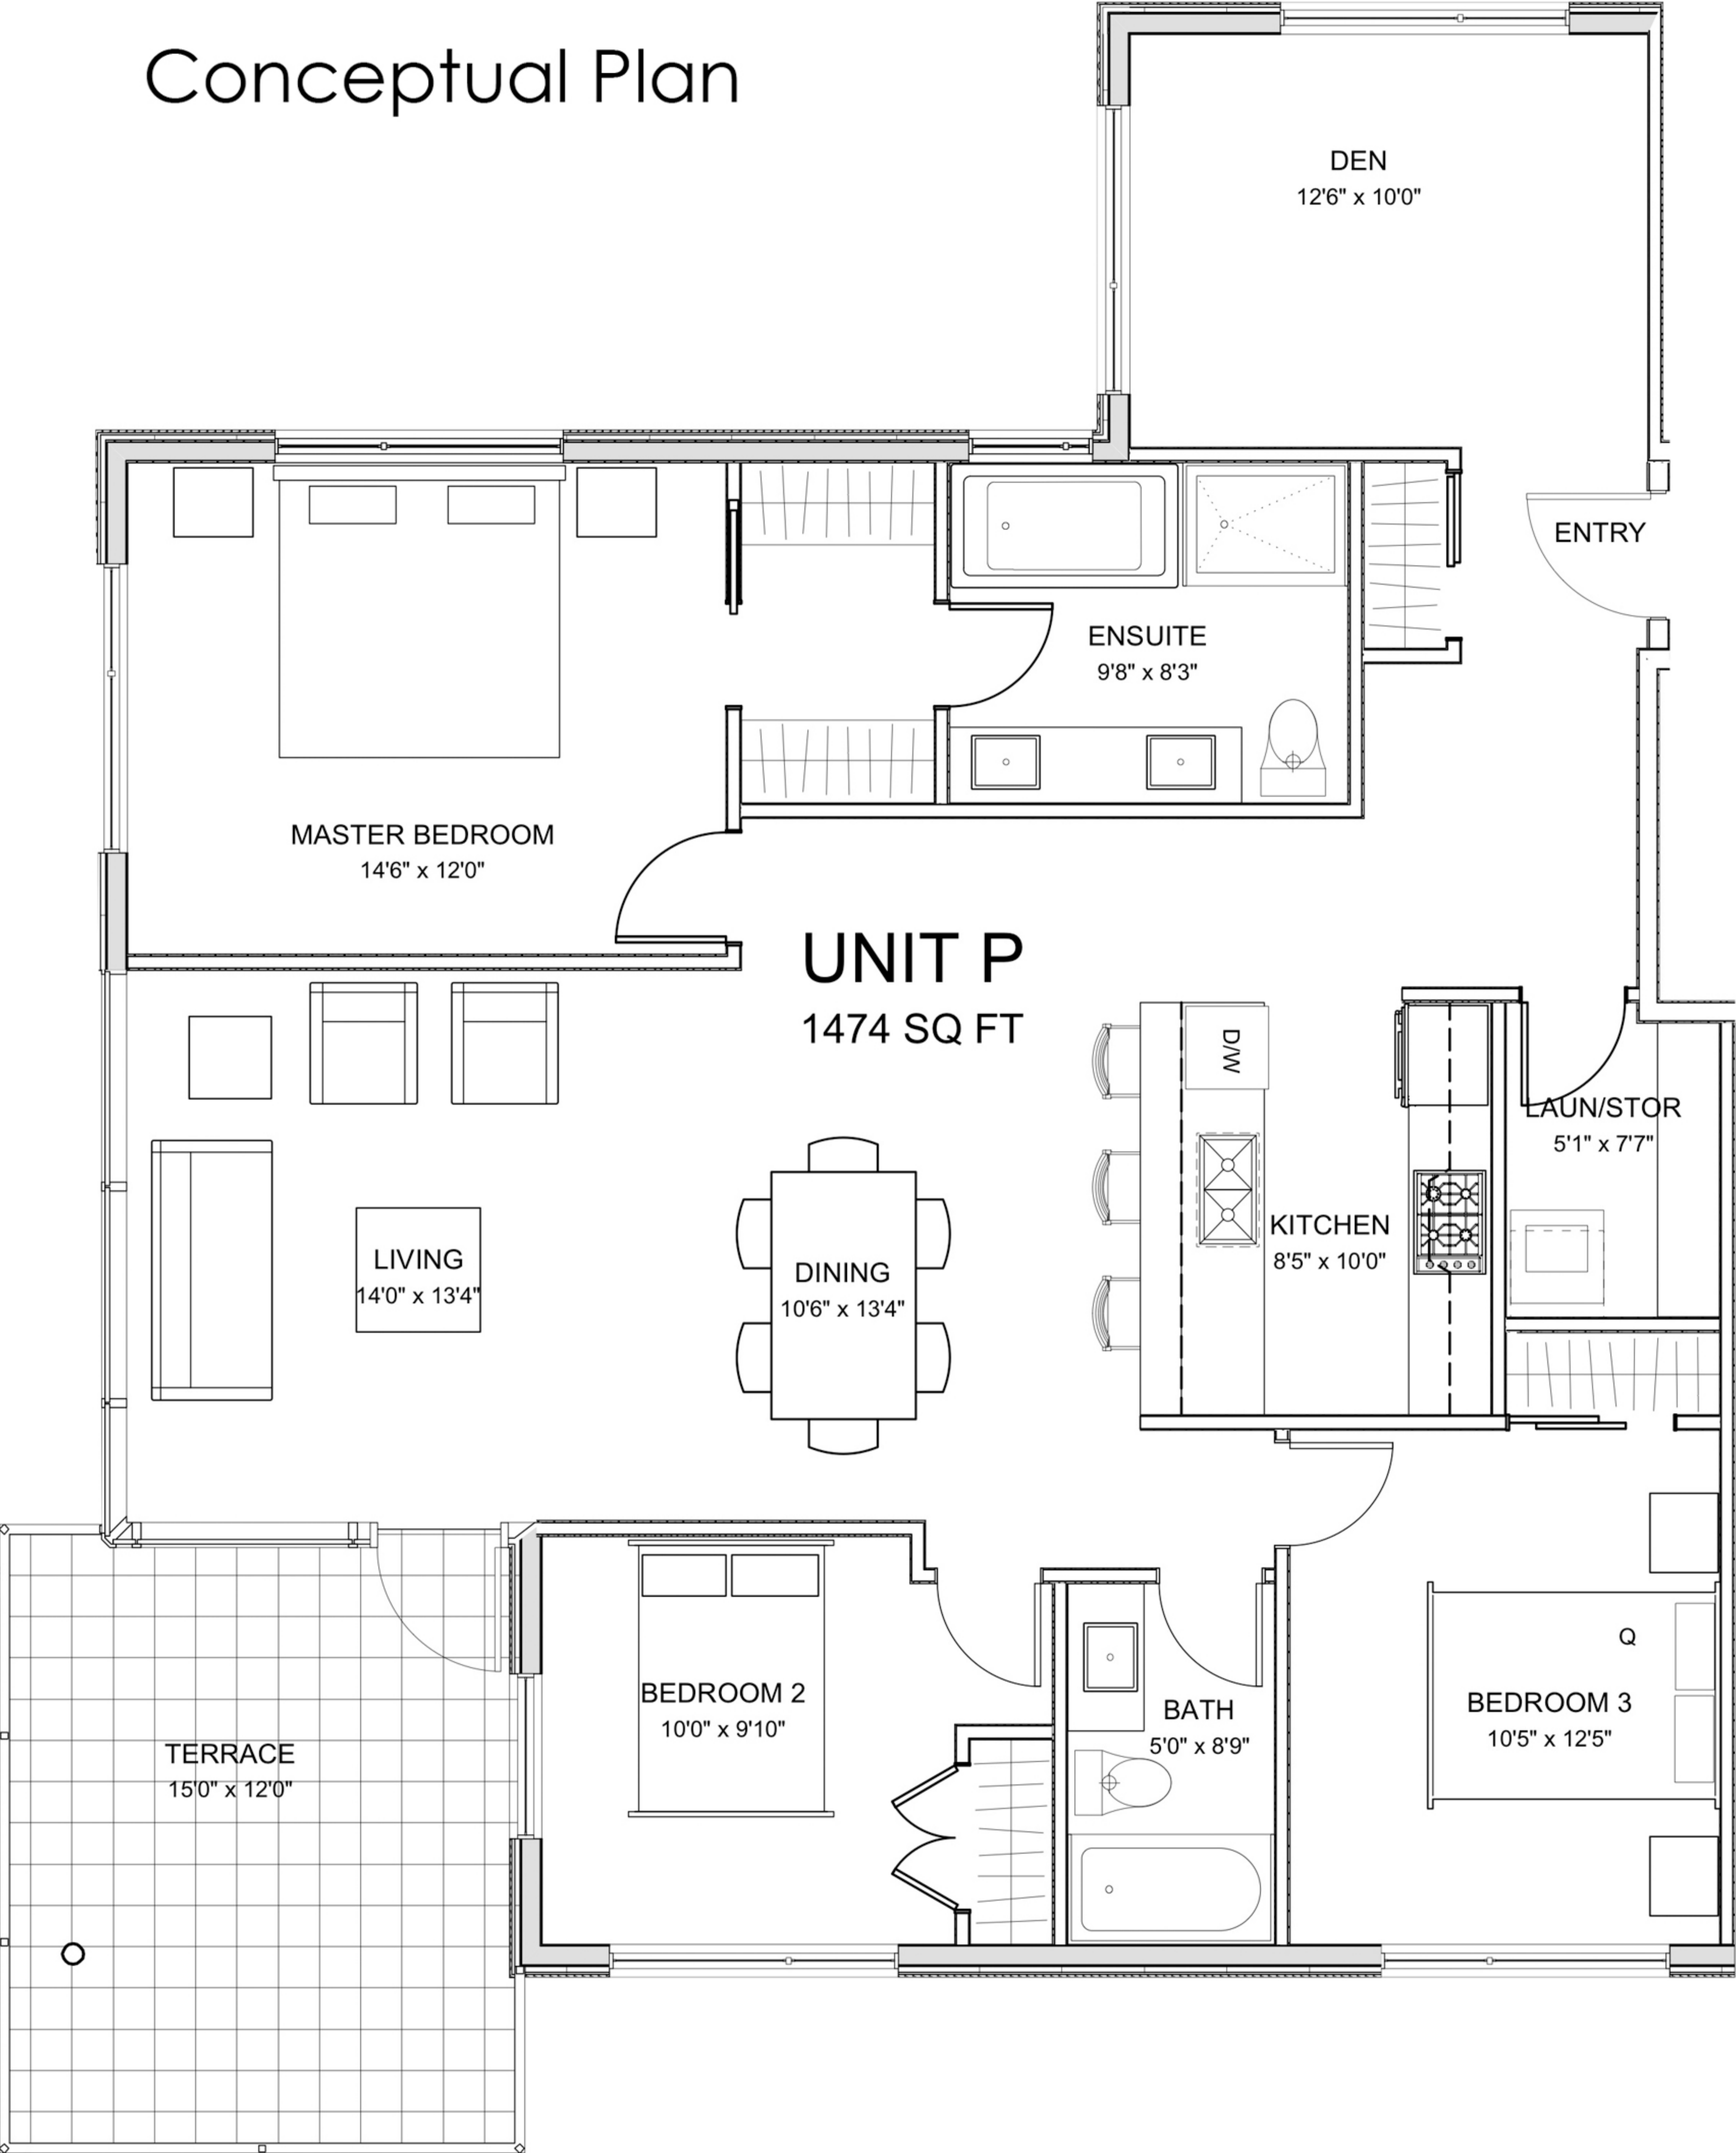 Conceptual Plan
DEN
12'6" x 10'0"
ENTRY
ENSUITE
9'8" x 8'3"
MASTER BEDROOM
14'6" x 12'0"
UNIT P
1474 SQ FT
D/W
LAUN/STOR
5'1" x 7'7"
KITCHEN
8'5" x 10'0"
LIVING
14'0" x 13'4"
DINING
10'6" x 13'4"
Q
BEDROOM 2
10'0" x 9'10"
BATH
5'0" x 8'9"
BEDROOM 3
10'5" x 12'5"
TERRACE
15'0" x 12'0"